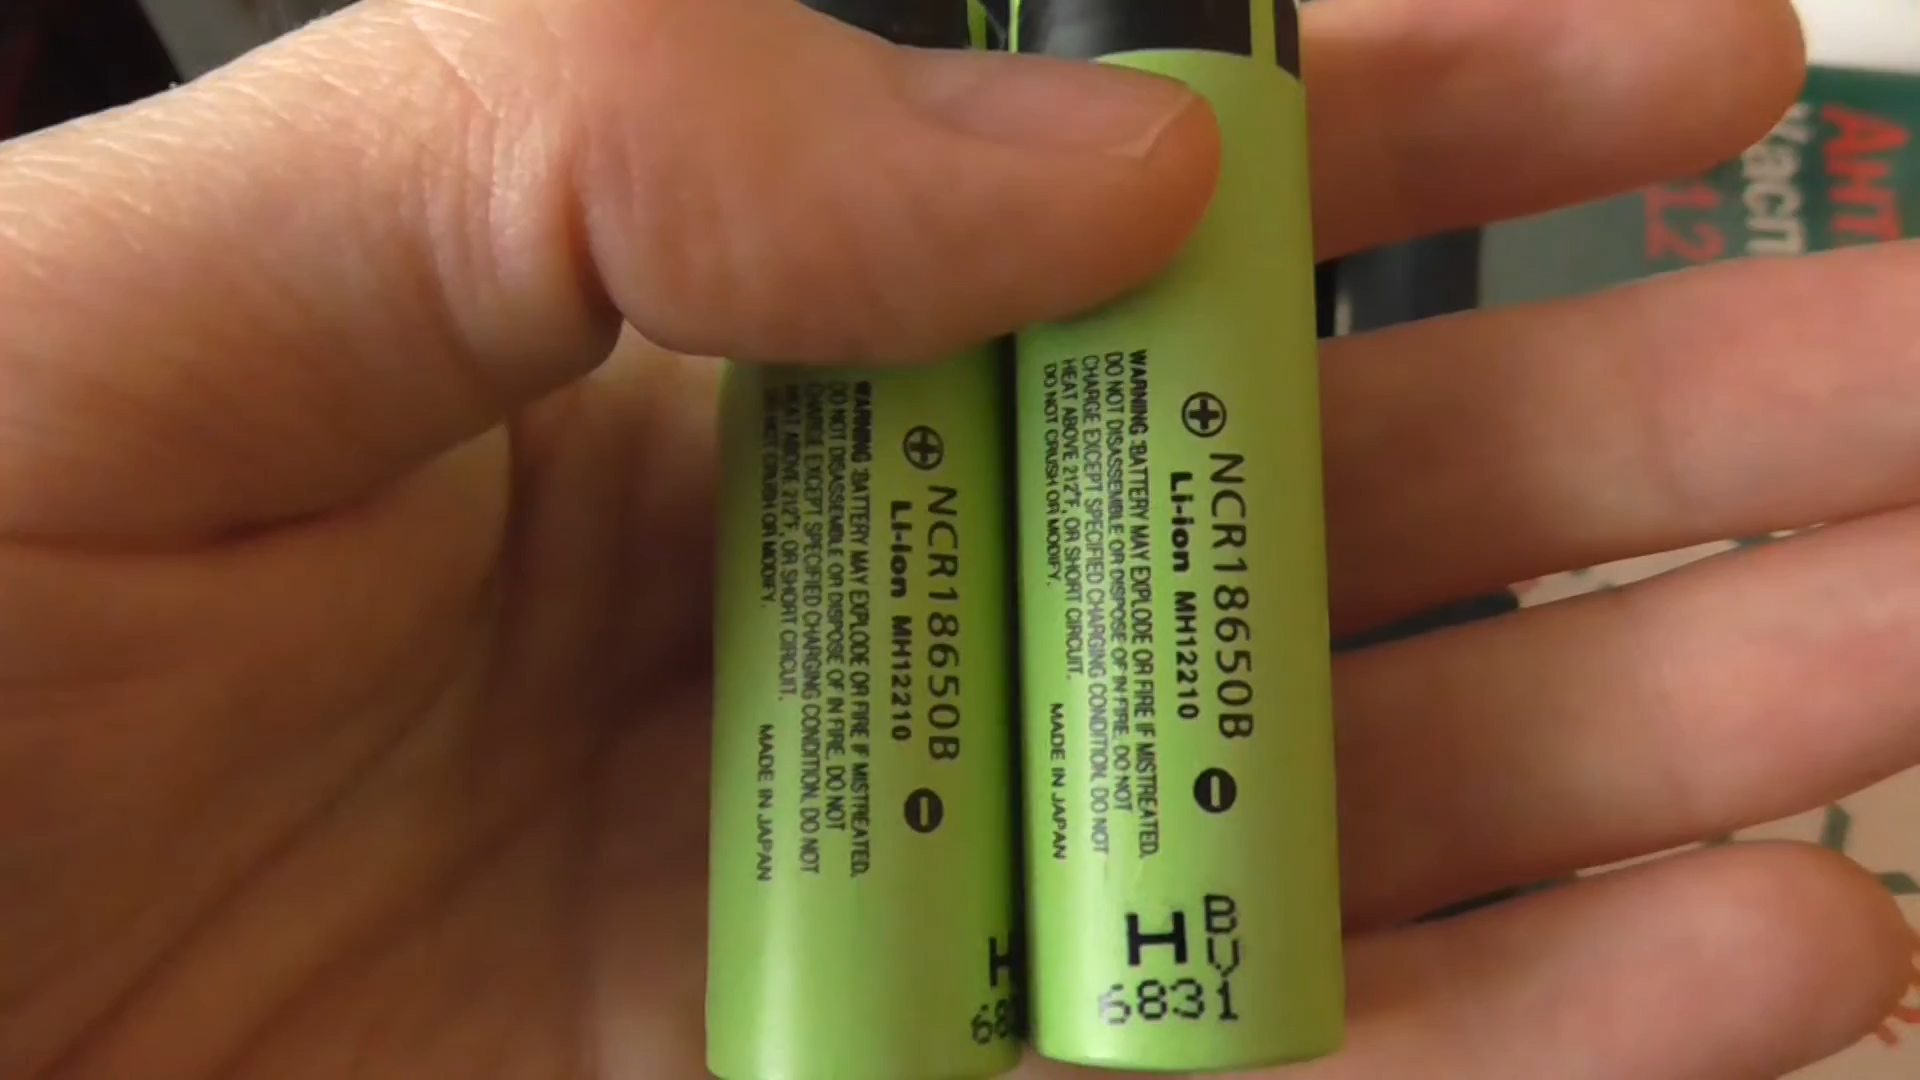 NCR18650B
Li-ion MH12210
WARNING :BATTERY MAY EXPLODE OR FIRE IF MISTREATED.
DO NOT DISASSEMBLE OR DISPOSE OF IN FIRE. DO NOT
CHARGE EXCEPT SPECIFIED CHARGING CONDITION. DO NOT
HEAT ABOVE 212°F, OR SHORT CIRCUIT.
DO NOT CRUSH OR MODIFY.
MADE IN JAPAN
NCR18650B
Li-ion MH12210
WARNING :BATTERY MAY EXPLODE OR FIRE IF MISTREATED.
DO NOT DISASSEMBLE OR DISPOSE OF IN FIRE. DO NOT
CHARGE EXCEPT SPECIFIED CHARGING CONDITION. DO NOT
HEAT ABOVE 212°F, OR SHORT CIRCUIT.
DO NOT CRUSH OR MODIFY.
MADE IN JAPAN
I
6831
12